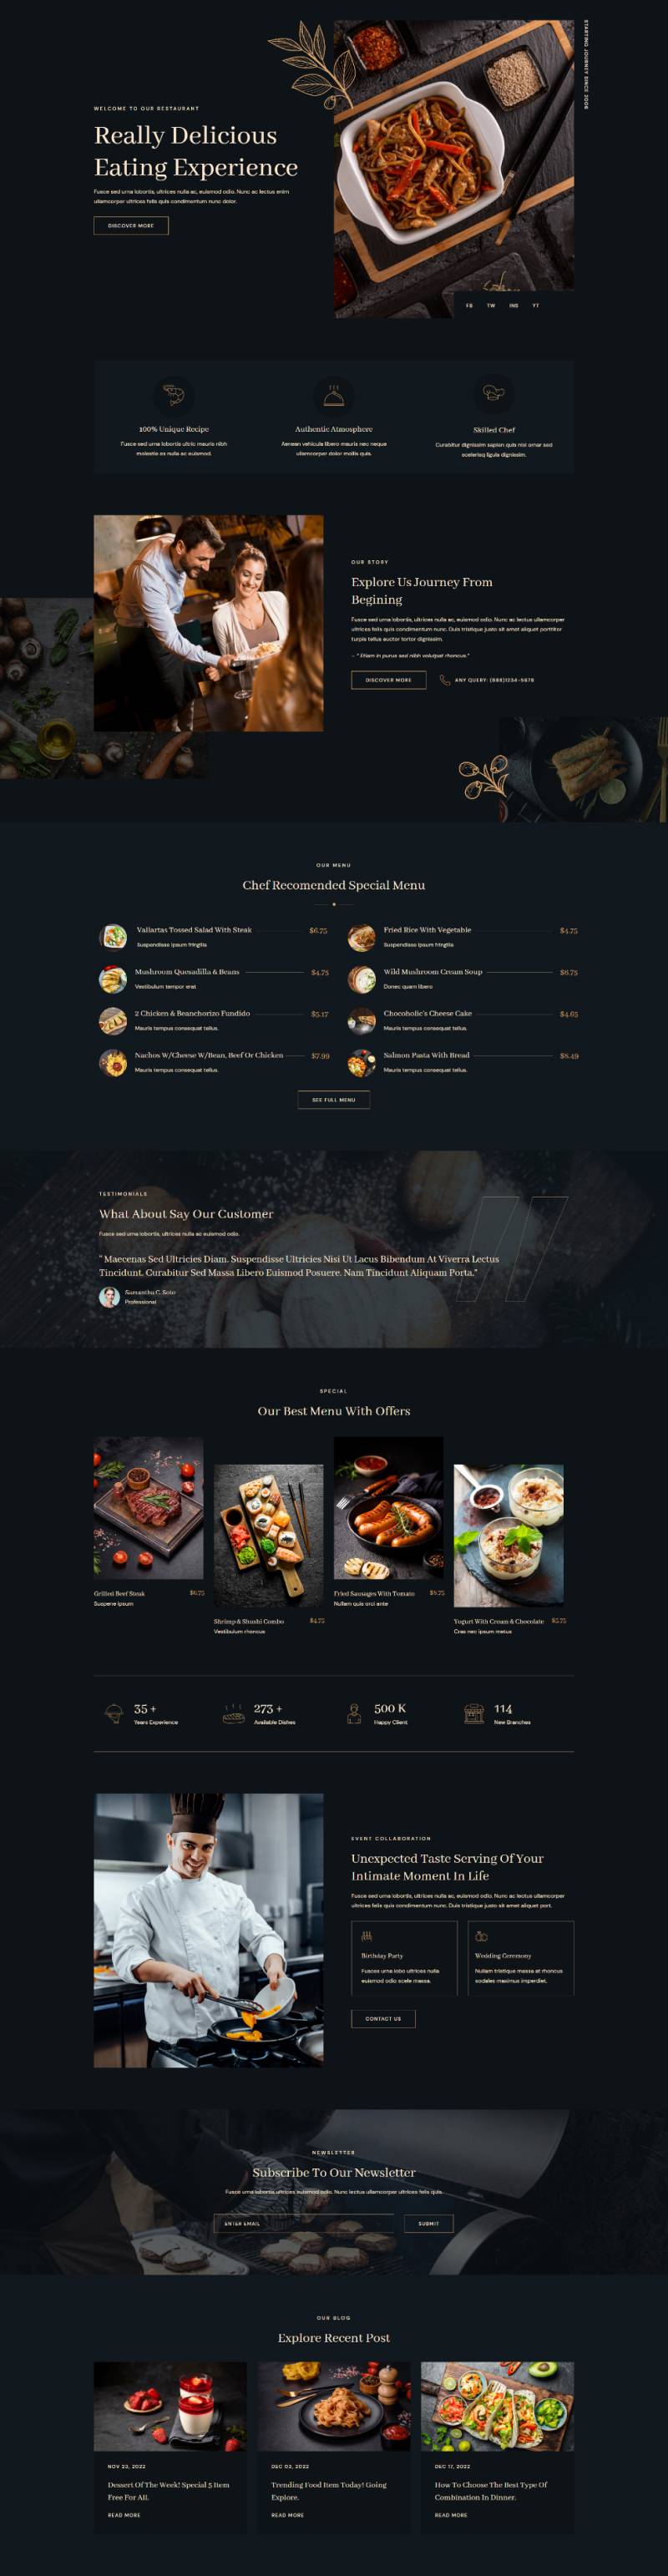 STARTING JOURNEY SINCE 2008
WELCOME TO OUR RESTAURANT
Really Delicious
Eating Experience
Fusce sed urna lobortis, ultrices nulla ac, euismod odio. Nunc ac lectus enim
ullamcorper ultrices felis quis condimentum nunc dolor.
DISCOVER MORE
FB TW INS YT
100% Unique Recipe
Fusce sed urna lobortis ultric mauris nibh
molestie ex nulla ac euismod.
Authentic Atmosphere
Aenean vehicula libero mauris nec neque
ullamcorper dolor mollis quis.
Skilled Chef
Curabitur dignissim sapien quis nisi ornar sed
scelerisq ligula dignissim.
OUR STORY
Explore Us Journey From
Begining
Fusce sed urna lobortis, ultrices nulla ac, euismod odio. Nunc ac lectus ullamcorper
ultrices felis quis condimentum nunc. Duis tristique justo sit amet aliquet porttitor
turpis tellus auctor tortor dignissim.
- " Etiam in purus sed nibh volutpat rhoncus."
DISCOVER MORE
ANY QUERY: (888)1234-5678
OUR MENU
Chef Recomended Special Menu
Vallartas Tossed Salad With Steak $6.75
Suspendisse ipsum fringilla
Mushroom Quesadilla & Beans $4.75
Vestibulum tempor erat
2 Chicken & Beanchorizo Fundido $5.17
Mauris tempus consequat tellus.
Nachos W/Cheese W/Bean, Beef Or Chicken $7.99
Mauris tempus consequat tellus.
Fried Rice With Vegetable $4.75
Suspendisse ipsum fringilla
Wild Mushroom Cream Soup $6.75
Donec quam libero
Chocoholic's Cheese Cake $4.65
Mauris tempus consequat tellus.
Salmon Pasta With Bread $8.49
Mauris tempus consequat tellus.
SEE FULL MENU
TESTIMONIALS
What About Say Our Customer
Fusce sed urna lobortis, ultrices nulla ac euismod odio.
" Maecenas Sed Ultricies Diam. Suspendisse Ultricies Nisi Ut Lacus Bibendum At Viverra Lectus
Tincidunt. Curabitur Sed Massa Libero Euismod Posuere. Nam Tincidunt Aliquam Porta."
Samantha C. Soto
Professional
SPECIAL
Our Best Menu With Offers
Grilled Beef Steak $6.75
Suspene ipsum
Shrimp & Shushi Combo $4.75
Vestibulum rhoncus
Fried Sausages With Tomato $9.75
Nullam quis orci ante
Yogurt With Cream & Chocolate $5.75
Cras nec ipsum metus
35 +
Years Experience
273 +
Available Dishes
500 K
Happy Client
114
New Branches
EVENT COLLABORATION
Unexpected Taste Serving Of Your
Intimate Moment In Life
Fusce sed urna lobortis, ultrices nulla ac, euismod odio. Nunc ac lectus ullamcorper
ultrices felis quis condimentum nunc. Duis tristique justo sit amet aliquet port.
Birthday Party
Fusces urna lobo ultrices nulla
euismod odio scele massa.
Wedding Ceremony
Nullam tristique massa at rhoncus
sodales maximus imperdiet.
CONTACT US
NEWSLETTER
Subscribe To Our Newsletter
Fusce urna lobortis ultrices euismod odio. Nunc lectus ullamcorper ultrices felis quis.
ENTER EMAIL
SUBMIT
OUR BLOG
Explore Recent Post
NOV 23, 2022
Dessert Of The Week! Special 5 Item
Free For All.
READ MORE
DEC 02, 2022
Trending Food Item Today! Going
Explore.
READ MORE
DEC 17, 2022
How To Choose The Best Type Of
Combination In Dinner.
READ MORE